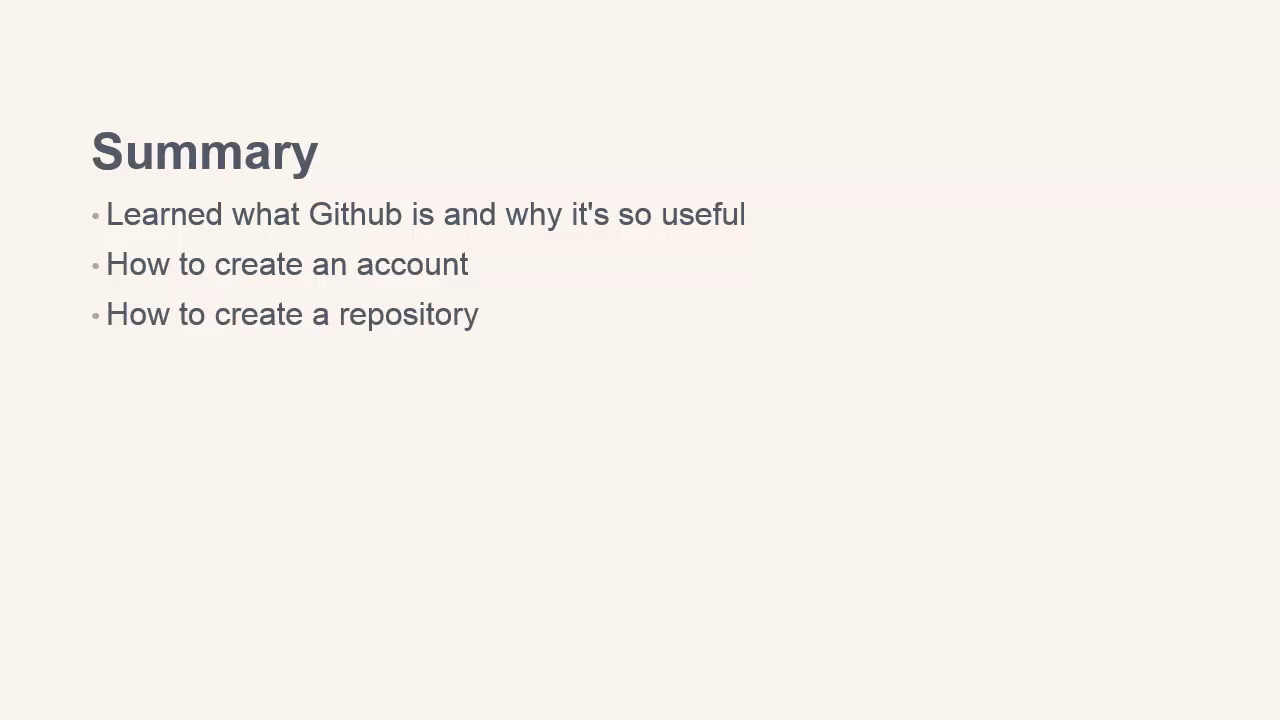 Summary
• Learned what Github is and why it's so useful
• How to create an account
• How to create a repository